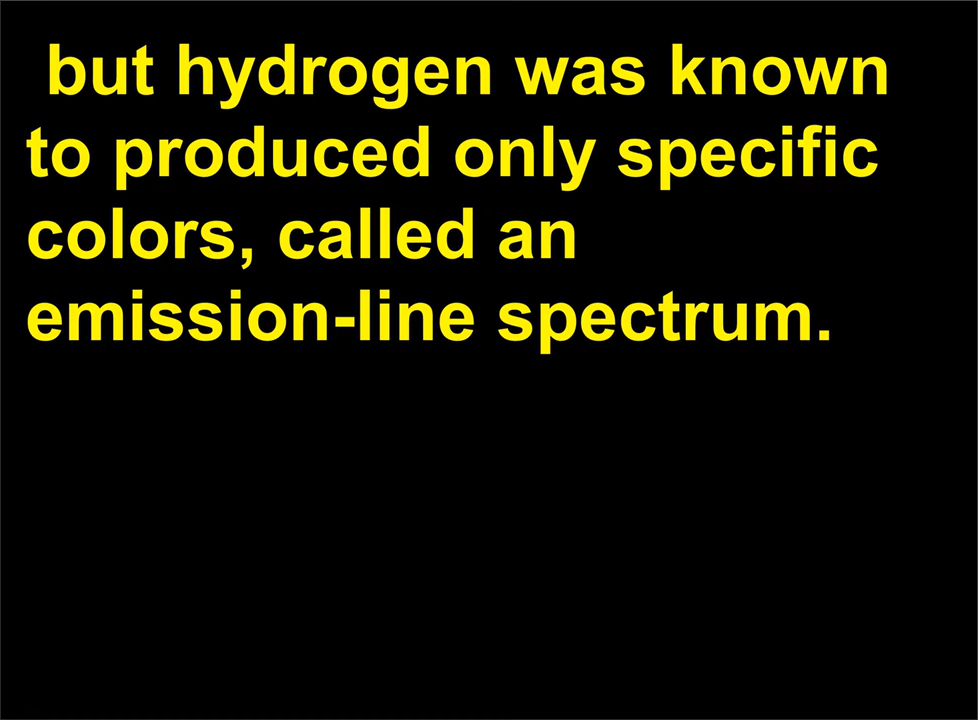 but hydrogen was known
to produced only specific
colors, called an
emission-line spectrum.